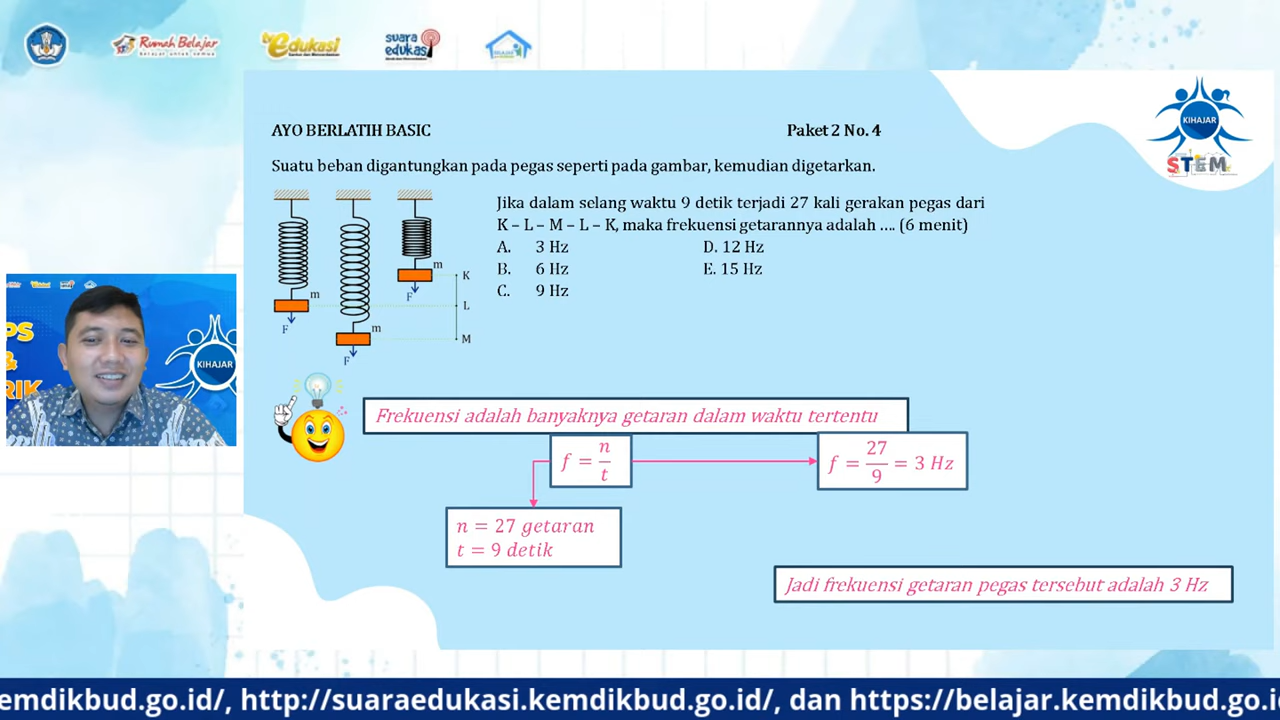 Rumah Belajar
Belajar untuk semua
tv Edukasi
suara
edukasi
KIHAJAR
STEM
AYO BERLATIH BASIC
Paket 2 No. 4
Suatu beban digantungkan pada pegas seperti pada gambar, kemudian digetarkan.
Jika dalam selang waktu 9 detik terjadi 27 kali gerakan pegas dari
K – L – M – L – K, maka frekuensi getarannya adalah .... (6 menit)
A. 3 Hz
D. 12 Hz
B. 6 Hz
E. 15 Hz
C. 9 Hz
m
K
F
m
L
F
m
M
F
KIHAJAR
Frekuensi adalah banyaknya getaran dalam waktu tertentu
f = n/t
f = 27/9 = 3 Hz
n = 27 getaran
t = 9 detik
Jadi frekuensi getaran pegas tersebut adalah 3 Hz
emdikbud.go.id/, http://suaraedukasi.kemdikbud.go.id/, dan https://belajar.kemdikbud.go.i